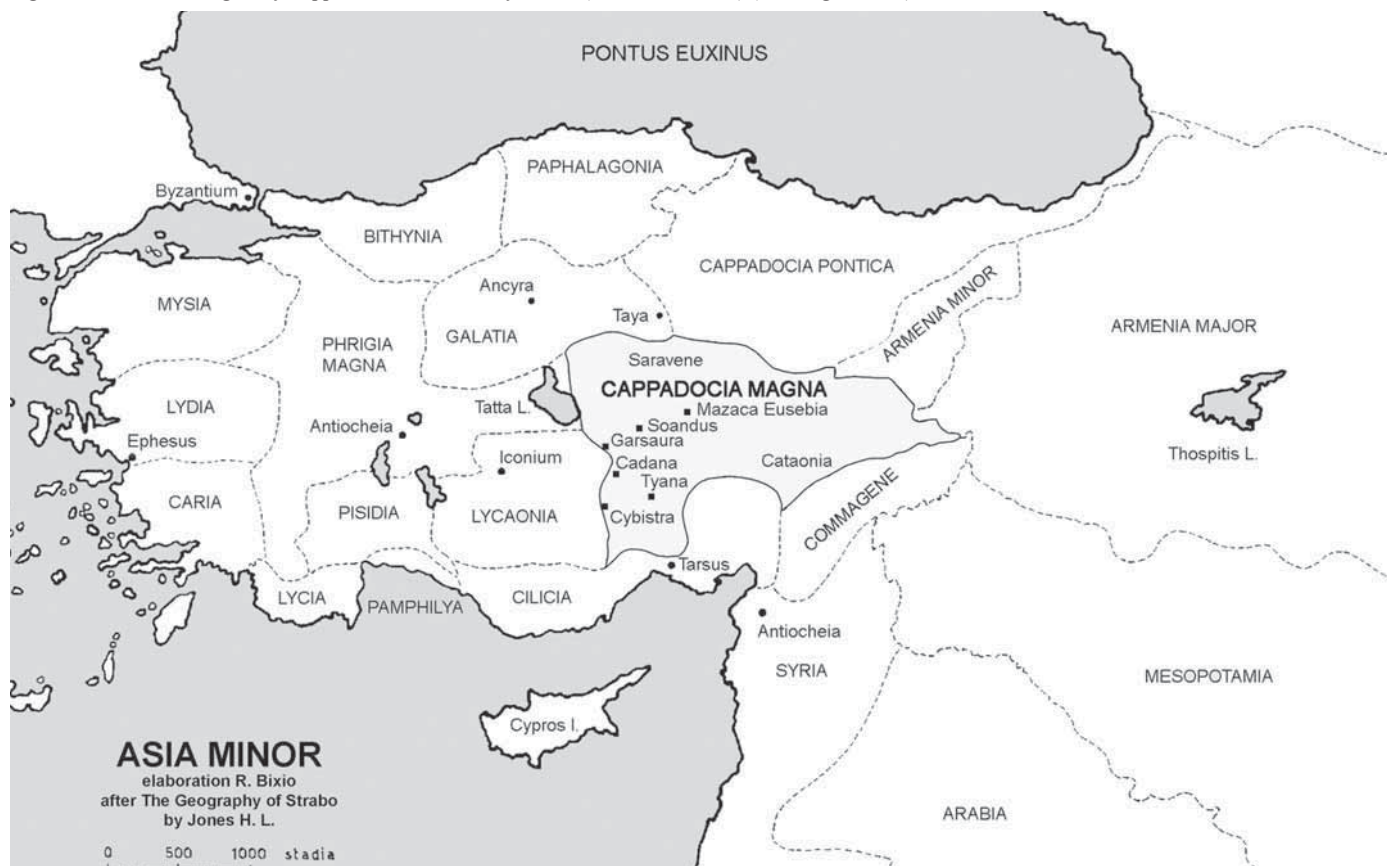 PONTUS EUXINUS
PAPHALAGONIA
Byzantium
BITHYNIA
CAPPADOCIA PONTICA
ARMENIA MINOR
ARMENIA MAJOR
MYSIA
Ancyra
GALATIA
Taya
PHRIGIA
MAGNA
Saravene
CAPPADOCIA MAGNA
Tatta L.
Mazaca Eusebia
Soandus
LYDIA
Antiocheia
Garsaura
Ephesus
Iconium
Cadana
Cataonia
Thospitis L.
Tyana
CARIA
PISIDIA
LYCAONIA
Cybistra
COMMAGENE
Tarsus
LYCIA
PAMPHILYA
CILICIA
Antiocheia
SYRIA
MESOPOTAMIA
Cypros I.
ARABIA
ASIA MINOR
elaboration R. Bixio
after The Geography of Strabo
by Jones H. L.
0 500 1000 stadia